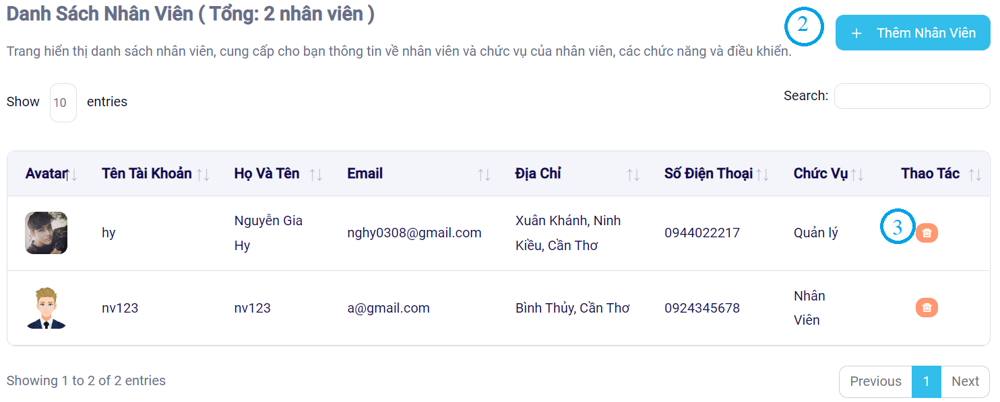 Danh Sách Nhân Viên ( Tổng: 2 nhân viên )
2
+ Thêm Nhân Viên
Trang hiển thị danh sách nhân viên, cung cấp cho bạn thông tin về nhân viên và chức vụ của nhân viên, các chức năng và điều khiển.
Show 10 entries
Search:
Avatar Tên Tài Khoản Họ Và Tên Email Địa Chỉ Số Điện Thoại Chức Vụ Thao Tác
hy Nguyễn Gia Hy nghy0308@gmail.com Xuân Khánh, Ninh Kiều, Cần Thơ 0944022217 Quản lý 3
nv123 nv123 a@gmail.com Bình Thủy, Cần Thơ 0924345678 Nhân Viên
Showing 1 to 2 of 2 entries
Previous 1 Next